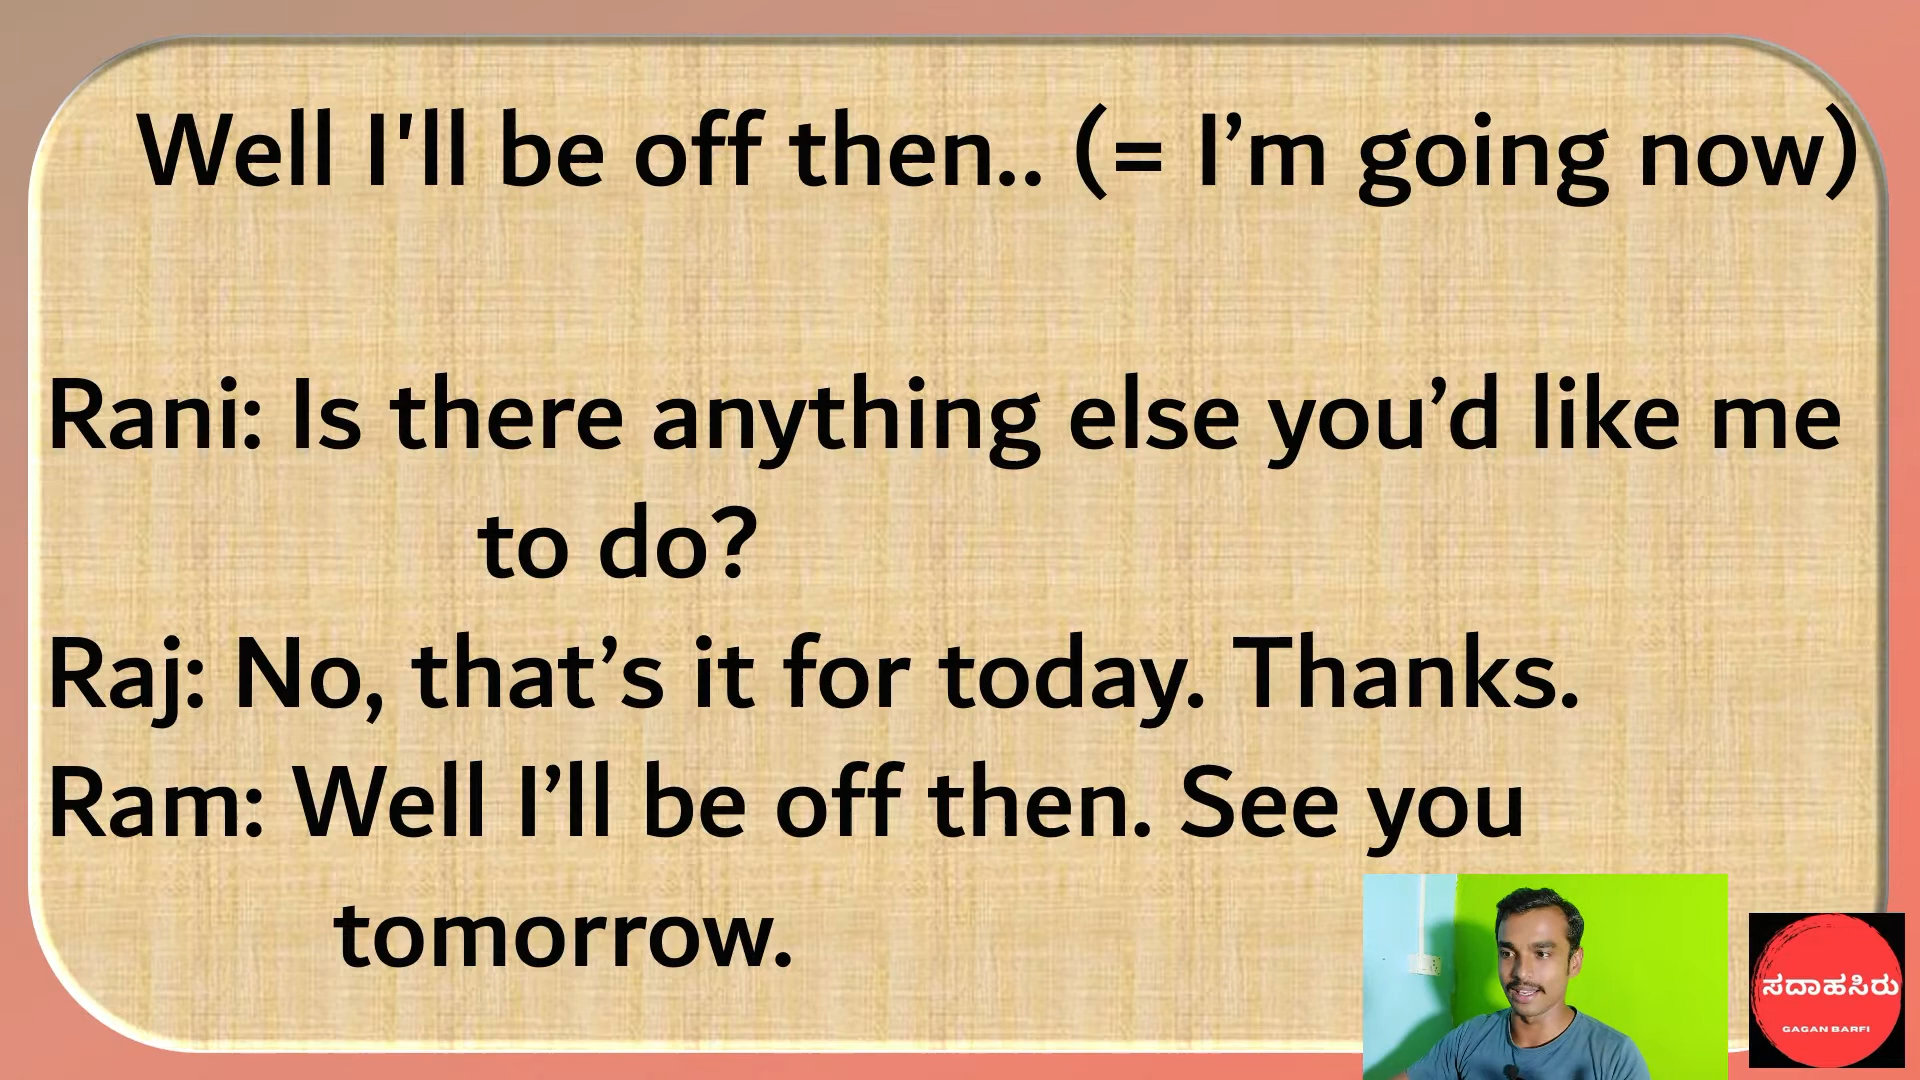 Well I'll be off then.. (= I’m going now)
Rani: Is there anything else you’d like me
to do?
Raj: No, that’s it for today. Thanks.
Ram: Well I’ll be off then. See you
tomorrow.
ಸದಾಹಸಿರು
GAGAN BARFI